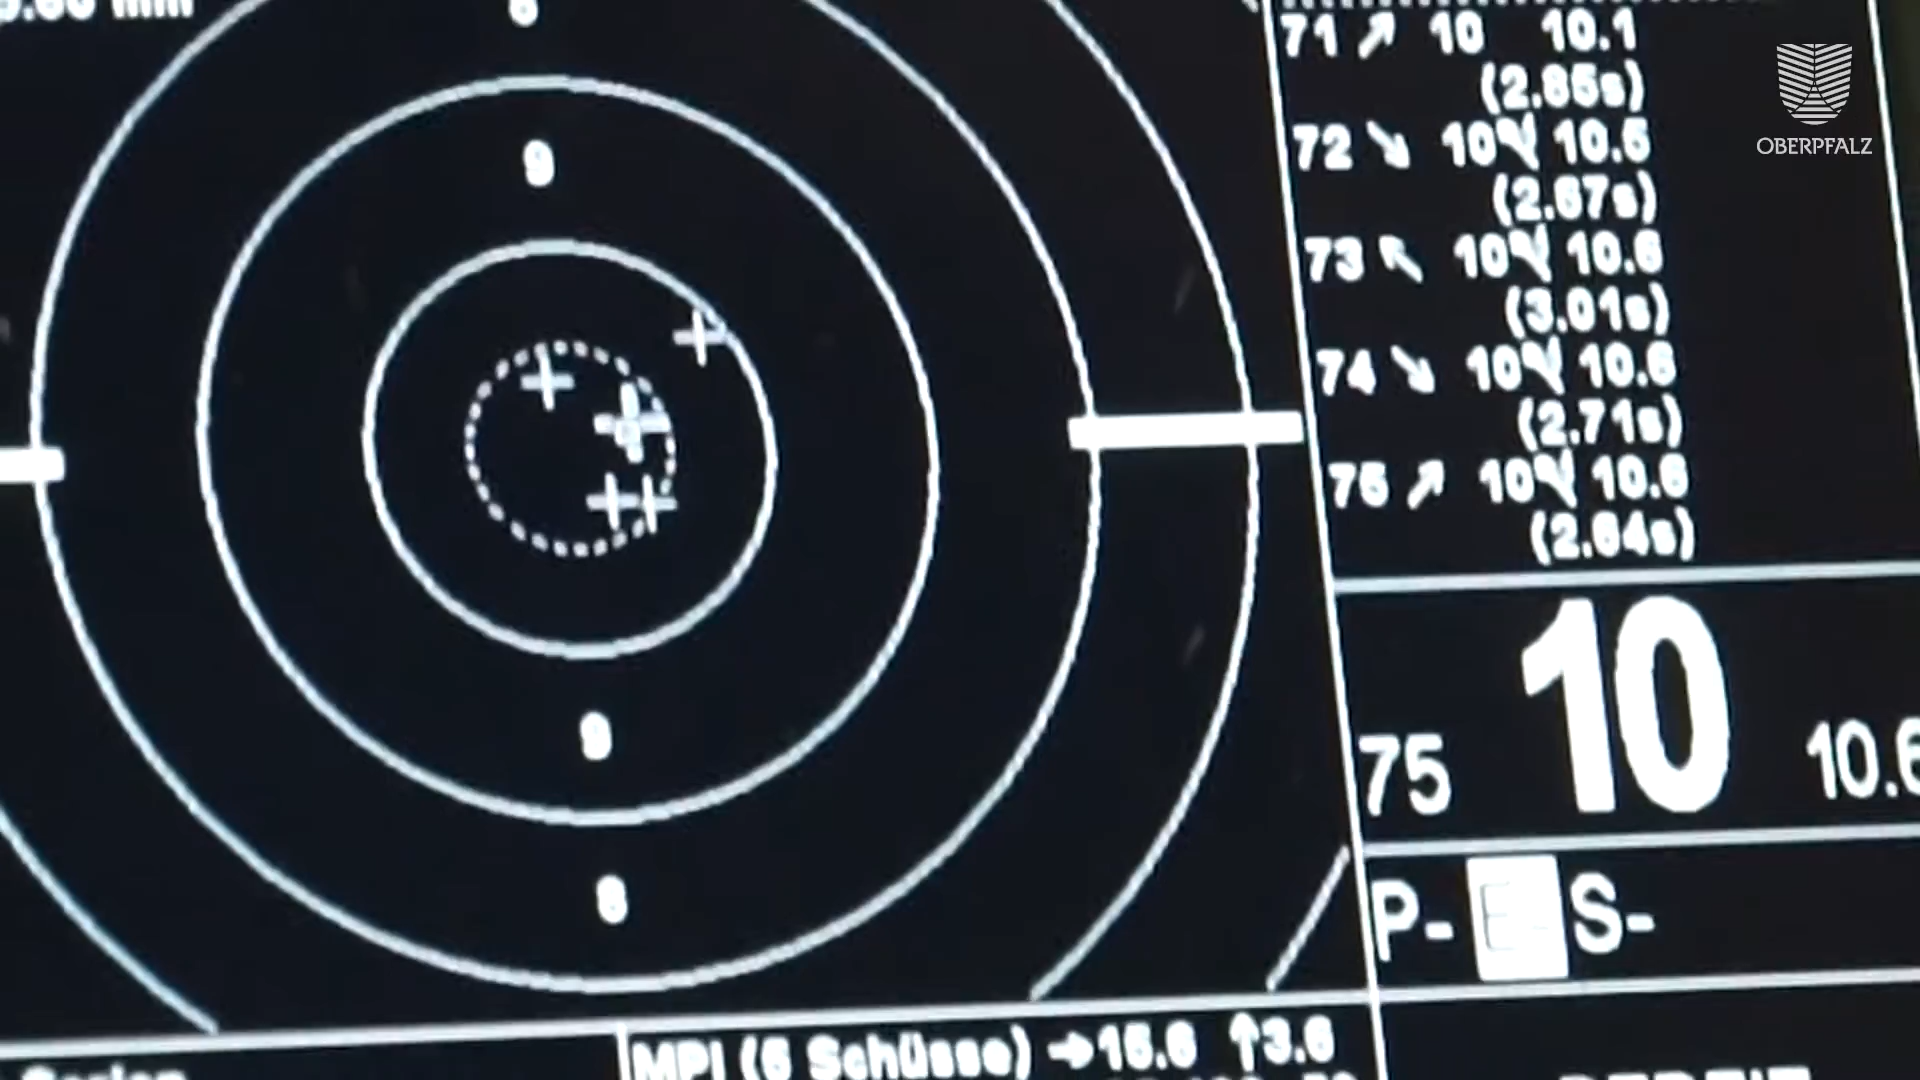 8
71 10 10.1
(2.85s)
72 10 10.5
(2.67s)
73 10 10.6
(3.01s)
74 10 10.6
(2.71s)
75 10 10.6
(2.64s)
OBERPFALZ
9
9
8
75 10 10.6
P- E- S-
MPI (5 Schüsse) →15.6 ↑3.6